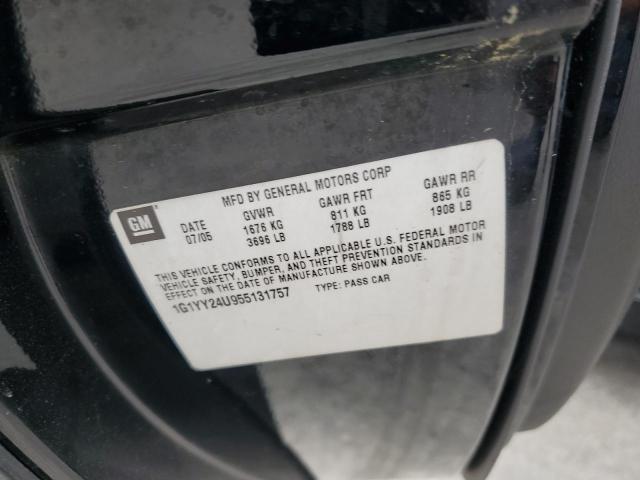 MFD BY GENERAL MOTORS CORP
GM
DATE GVWR GAWR FRT GAWR RR
07/05 1676 KG 811 KG 865 KG
3696 LB 1788 LB 1908 LB
THIS VEHICLE CONFORMS TO ALL APPLICABLE U.S. FEDERAL MOTOR
VEHICLE SAFETY, BUMPER, AND THEFT PREVENTION STANDARDS IN
EFFECT ON THE DATE OF MANUFACTURE SHOWN ABOVE.
1G1YY24U955131757 TYPE: PASS CAR